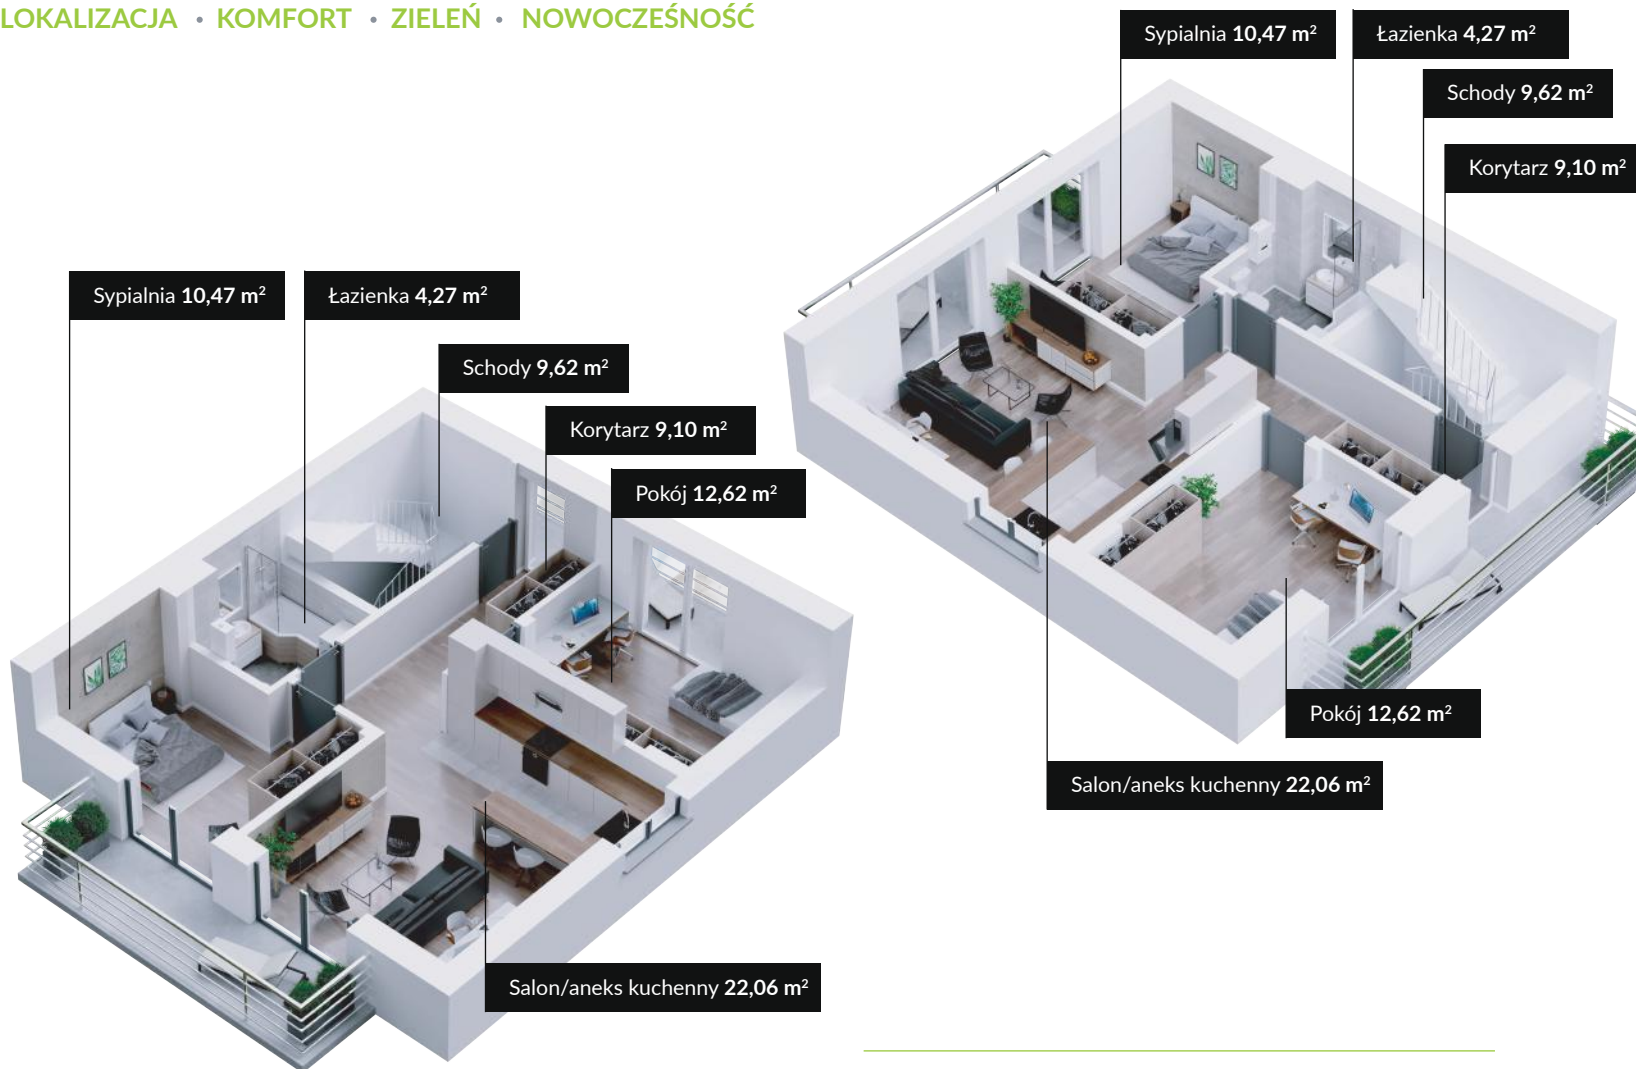 LOKALIZACJA • KOMFORT • ZIELEŃ • NOWOCZEŚNOŚĆ
Sypialnia 10,47 m²
Łazienka 4,27 m²
Schody 9,62 m²
Korytarz 9,10 m²
Pokój 12,62 m²
Salon/aneks kuchenny 22,06 m²
Sypialnia 10,47 m²
Łazienka 4,27 m²
Schody 9,62 m²
Korytarz 9,10 m²
Pokój 12,62 m²
Salon/aneks kuchenny 22,06 m²